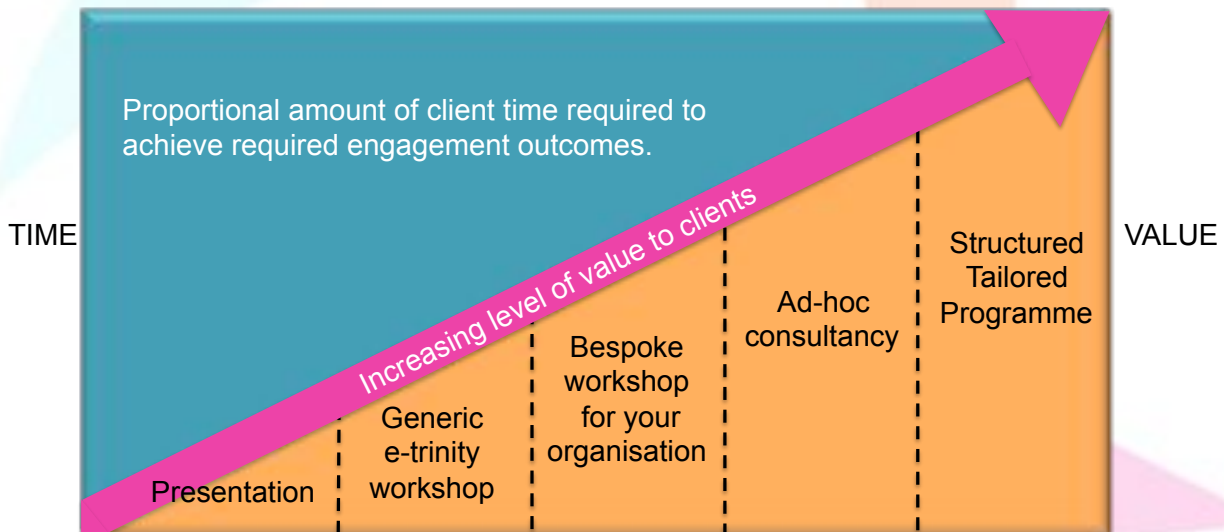 Proportional amount of client time required to
achieve required engagement outcomes.
TIME
VALUE
Increasing level of value to clients
Presentation
Generic
e-trinity
workshop
Bespoke
workshop
for your
organisation
Ad-hoc
consultancy
Structured
Tailored
Programme